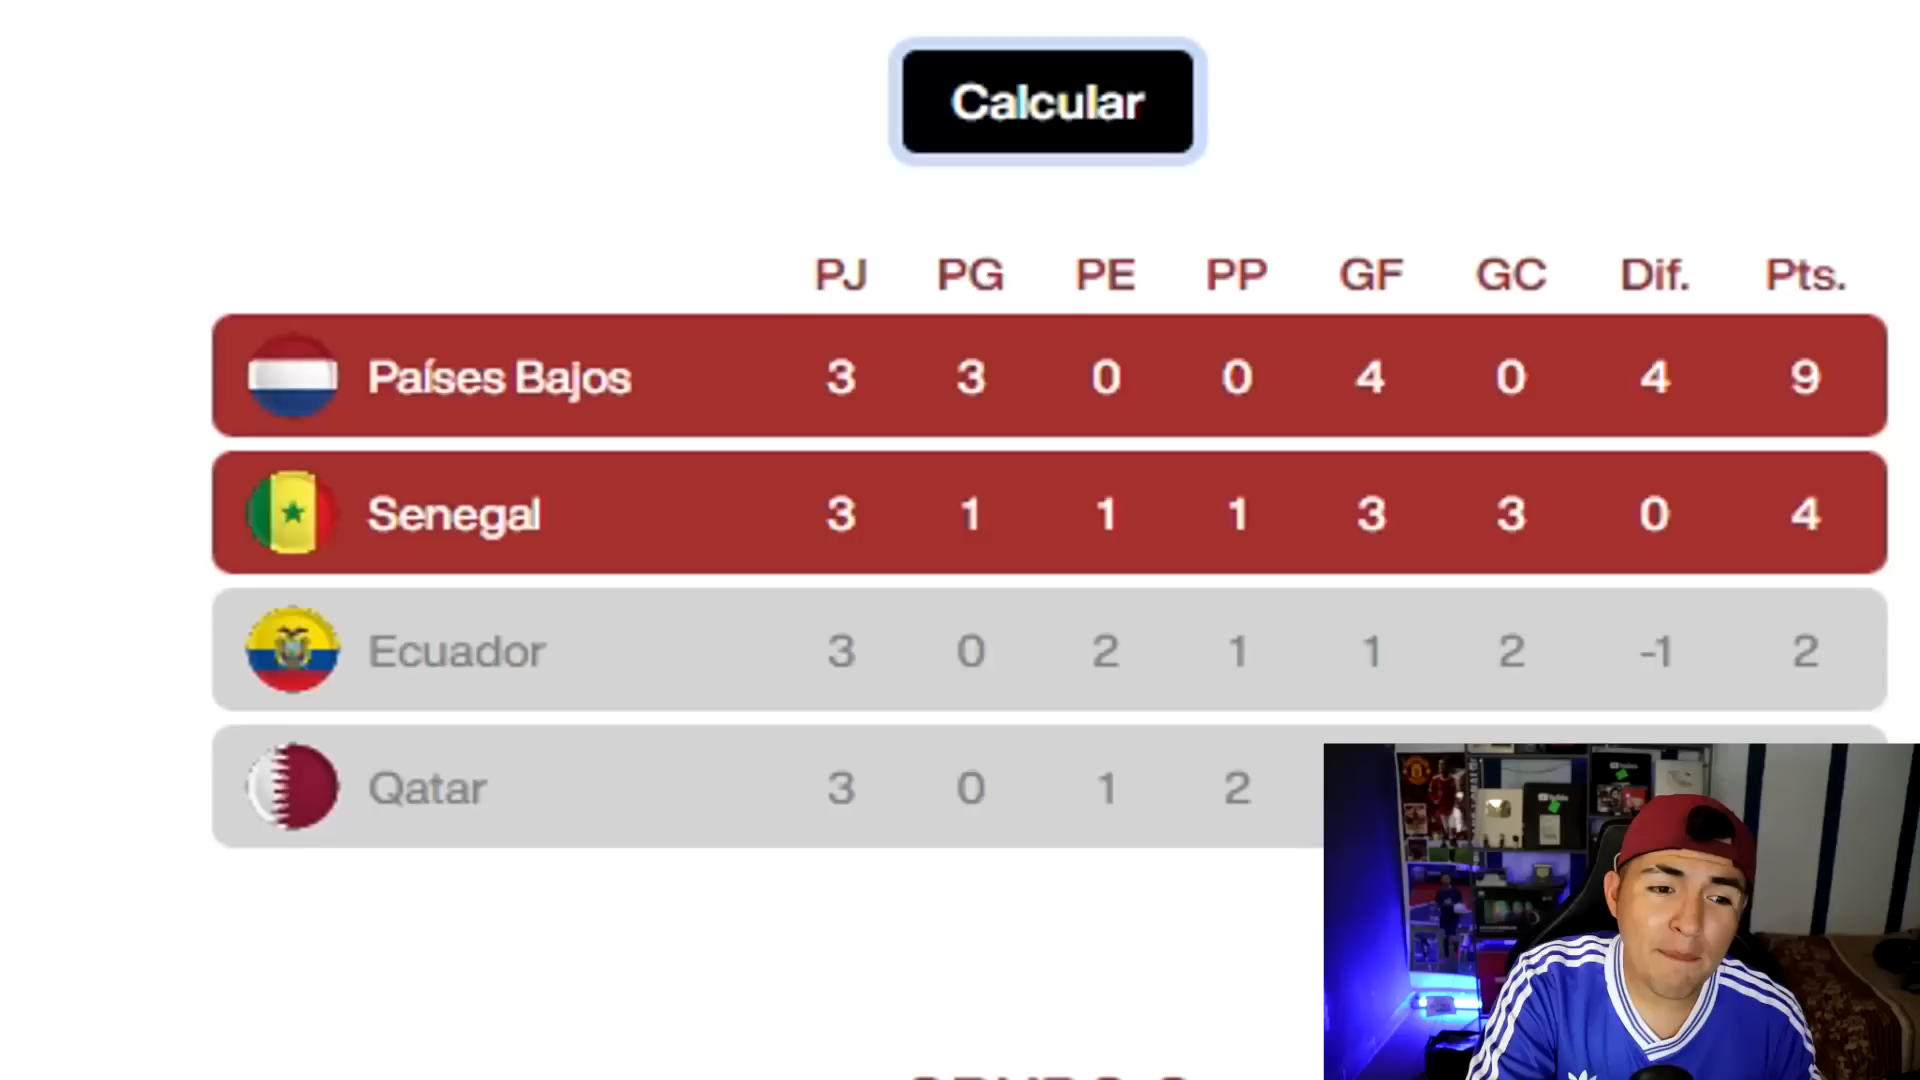 Calcular
PJ PG PE PP GF GC Dif. Pts.
Países Bajos 3 3 0 0 4 0 4 9
Senegal 3 1 1 1 3 3 0 4
Ecuador 3 0 2 1 1 2 -1 2
Qatar 3 0 1 2